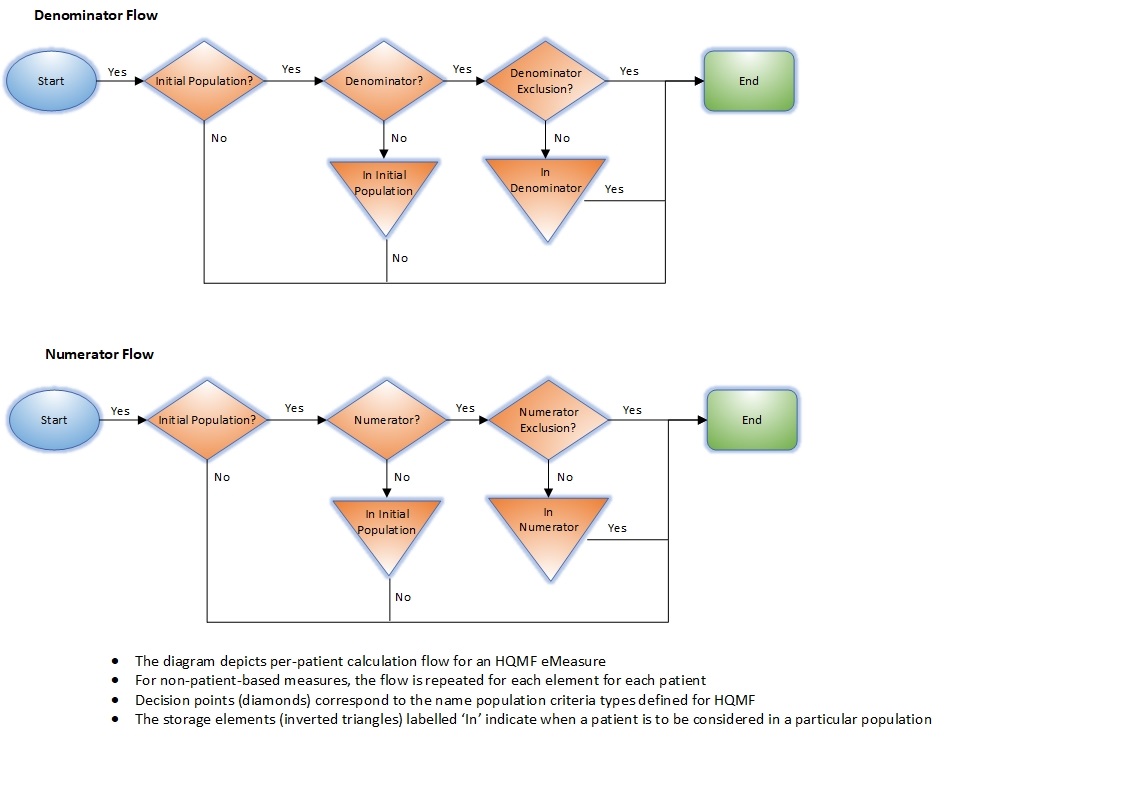 Denominator Flow
Start
Yes
Initial Population?
Yes
Denominator?
Yes
Denominator
Exclusion?
Yes
End
No
No
No
In Initial
Population
In
Denominator
Yes
No
Numerator Flow
Start
Yes
Initial Population?
Yes
Numerator?
Yes
Numerator
Exclusion?
Yes
End
No
No
No
In Initial
Population
In
Numerator
Yes
No
• The diagram depicts per-patient calculation flow for an HQMF eMeasure
• For non-patient-based measures, the flow is repeated for each element for each patient
• Decision points (diamonds) correspond to the name population criteria types defined for HQMF
• The storage elements (inverted triangles) labelled ‘In’ indicate when a patient is to be considered in a particular population